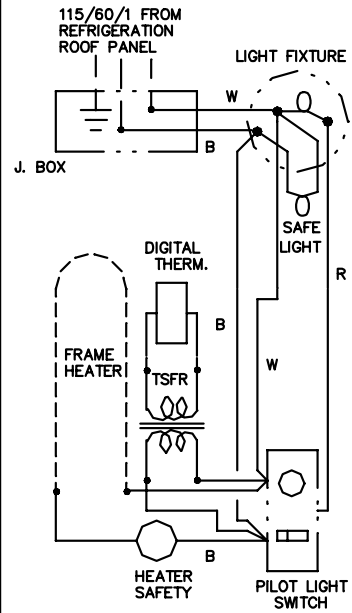 115/60/1 FROM
REFRIGERATION
ROOF PANEL
LIGHT FIXTURE
W
B
J. BOX
SAFE
LIGHT
DIGITAL
THERM.
R
B
FRAME
HEATER
W
TSFR
B
HEATER
SAFETY
PILOT LIGHT
SWITCH